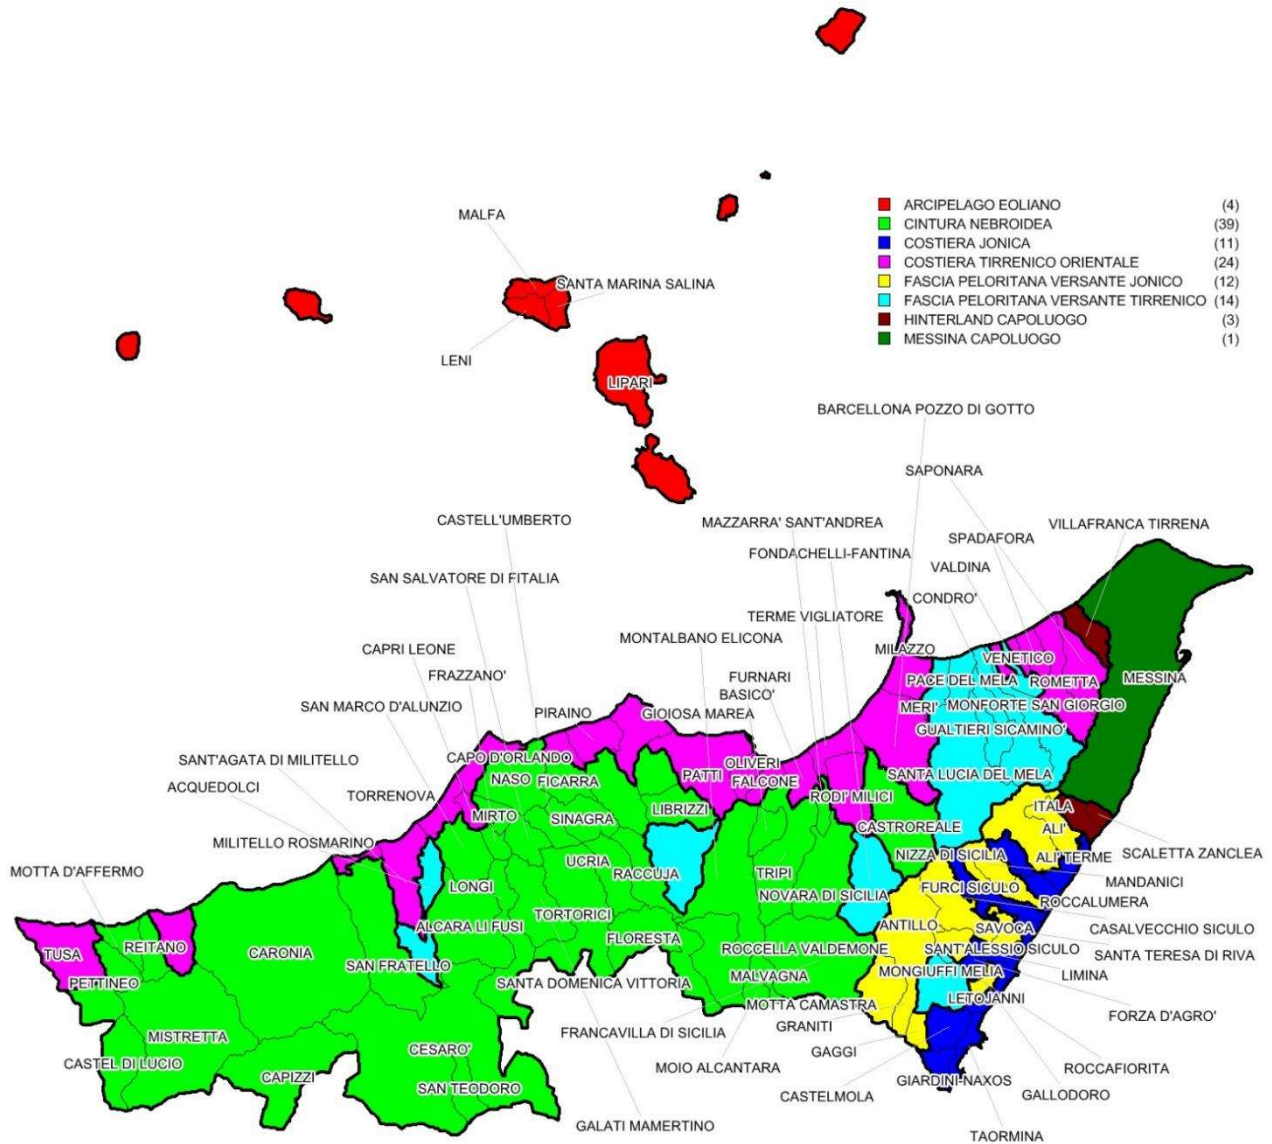 MALFA
SANTA MARINA SALINA
LENI
LIPARI
ARCIPELAGO EOLIANO (4)
CINTURA NEBROIDEA (39)
COSTIERA JONICA (11)
COSTIERA TIRRENICO ORIENTALE (24)
FASCIA PELORITANA VERSANTE JONICO (12)
FASCIA PELORITANA VERSANTE TIRRENICO (14)
HINTERLAND CAPOLUOGO (3)
MESSINA CAPOLUOGO (1)
BARCELLONA POZZO DI GOTTO
SAPONARA
CASTELL'UMBERTO
MAZZARRA' SANT'ANDREA
VILLAFRANCA TIRRENA
SPADAFORA
FONDACHELLI-FANTINA
VALDINA
SAN SALVATORE DI FITALIA
CONDRO'
TERME VIGLIATORE
MONTALBANO ELICONA
CAPRI LEONE
MILAZZO
VENETICO
FRAZZANO'
FURNARI
PACE DEL MELA
ROMETTA
MESSINA
BASICO'
SAN MARCO D'ALUNZIO
PIRAINO
GIOIOSA MAREA
MERI'
MONFORTE SAN GIORGIO
GUALTIERI SICAMINO'
SANT'AGATA DI MILITELLO
CAPO D'ORLANDO
OLIVERI
ACQUEDOLCI
NASO
FICARRA
PATTI
FALCONE
SANTA LUCIA DEL MELA
TORRENOVA
RODI' MILICI
LIBRIZZI
ITALA
MIRTO
SINAGRA
CASTROREALE
ALI'
MILITELLO ROSMARINO
NIZZA DI SICILIA
ALI' TERME
SCALETTA ZANCLEA
MOTTA D'AFFERMO
UCRIA
RACCUJA
TRIPI
MANDANICI
LONGI
NOVARA DI SICILIA
FURCI SICULO
ROCCALUMERA
TORTORICI
ALCARA LI FUSI
ANTILLO
SAVOCA
CASALVECCHIO SICULO
FLORESTA
REITANO
TUSA
CARONIA
ROCCELLA VALDEMONE
SANT'ALESSIO SICULO
SANTA TERESA DI RIVA
SAN FRATELLO
MALVAGNA
MONGIUFFI MELIA
LIMINA
PETTINEO
SANTA DOMENICA VITTORIA
LETOJANNI
MOTTA CAMASTRA
FORZA D'AGRO'
GRANITI
FRANCAVILLA DI SICILIA
MISTRETTA
CESARO'
GAGGI
CASTEL DI LUCIO
MOIO ALCANTARA
ROCCAFIORITA
CAPIZZI
GIARDINI-NAXOS
SAN TEODORO
CASTELMOLA
GALLODORO
GALATI MAMERTINO
TAORMINA